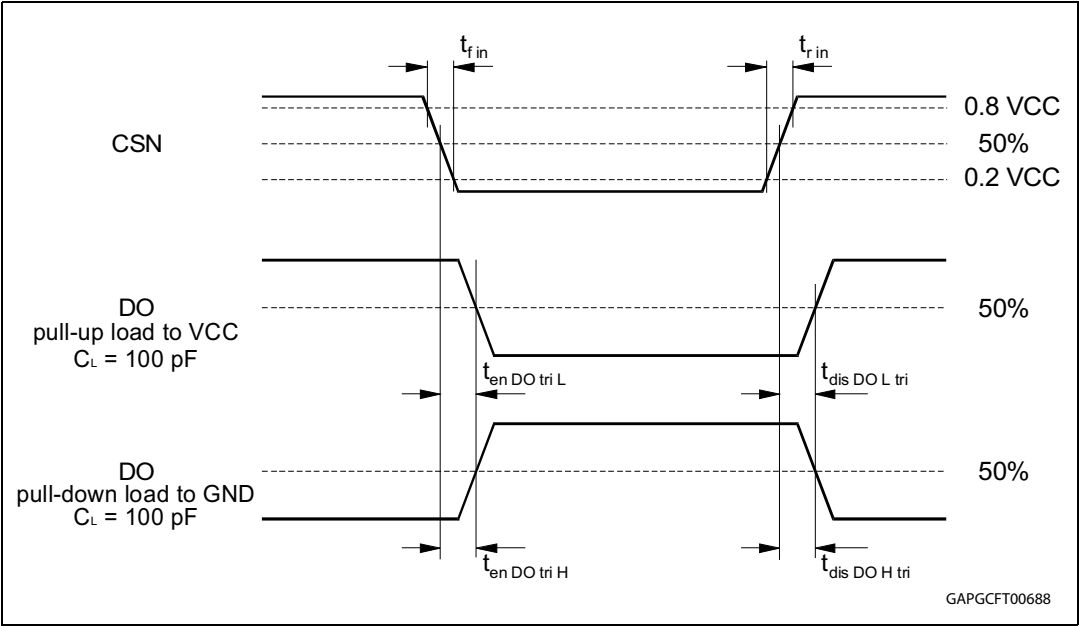 tf in
tr in
CSN
0.8 VCC
50%
0.2 VCC
DO
pull-up load to VCC
CL = 100 pF
50%
ten DO tri L
tdis DO L tri
DO
pull-down load to GND
CL = 100 pF
50%
ten DO tri H
tdis DO H tri
GAPGCFT00688